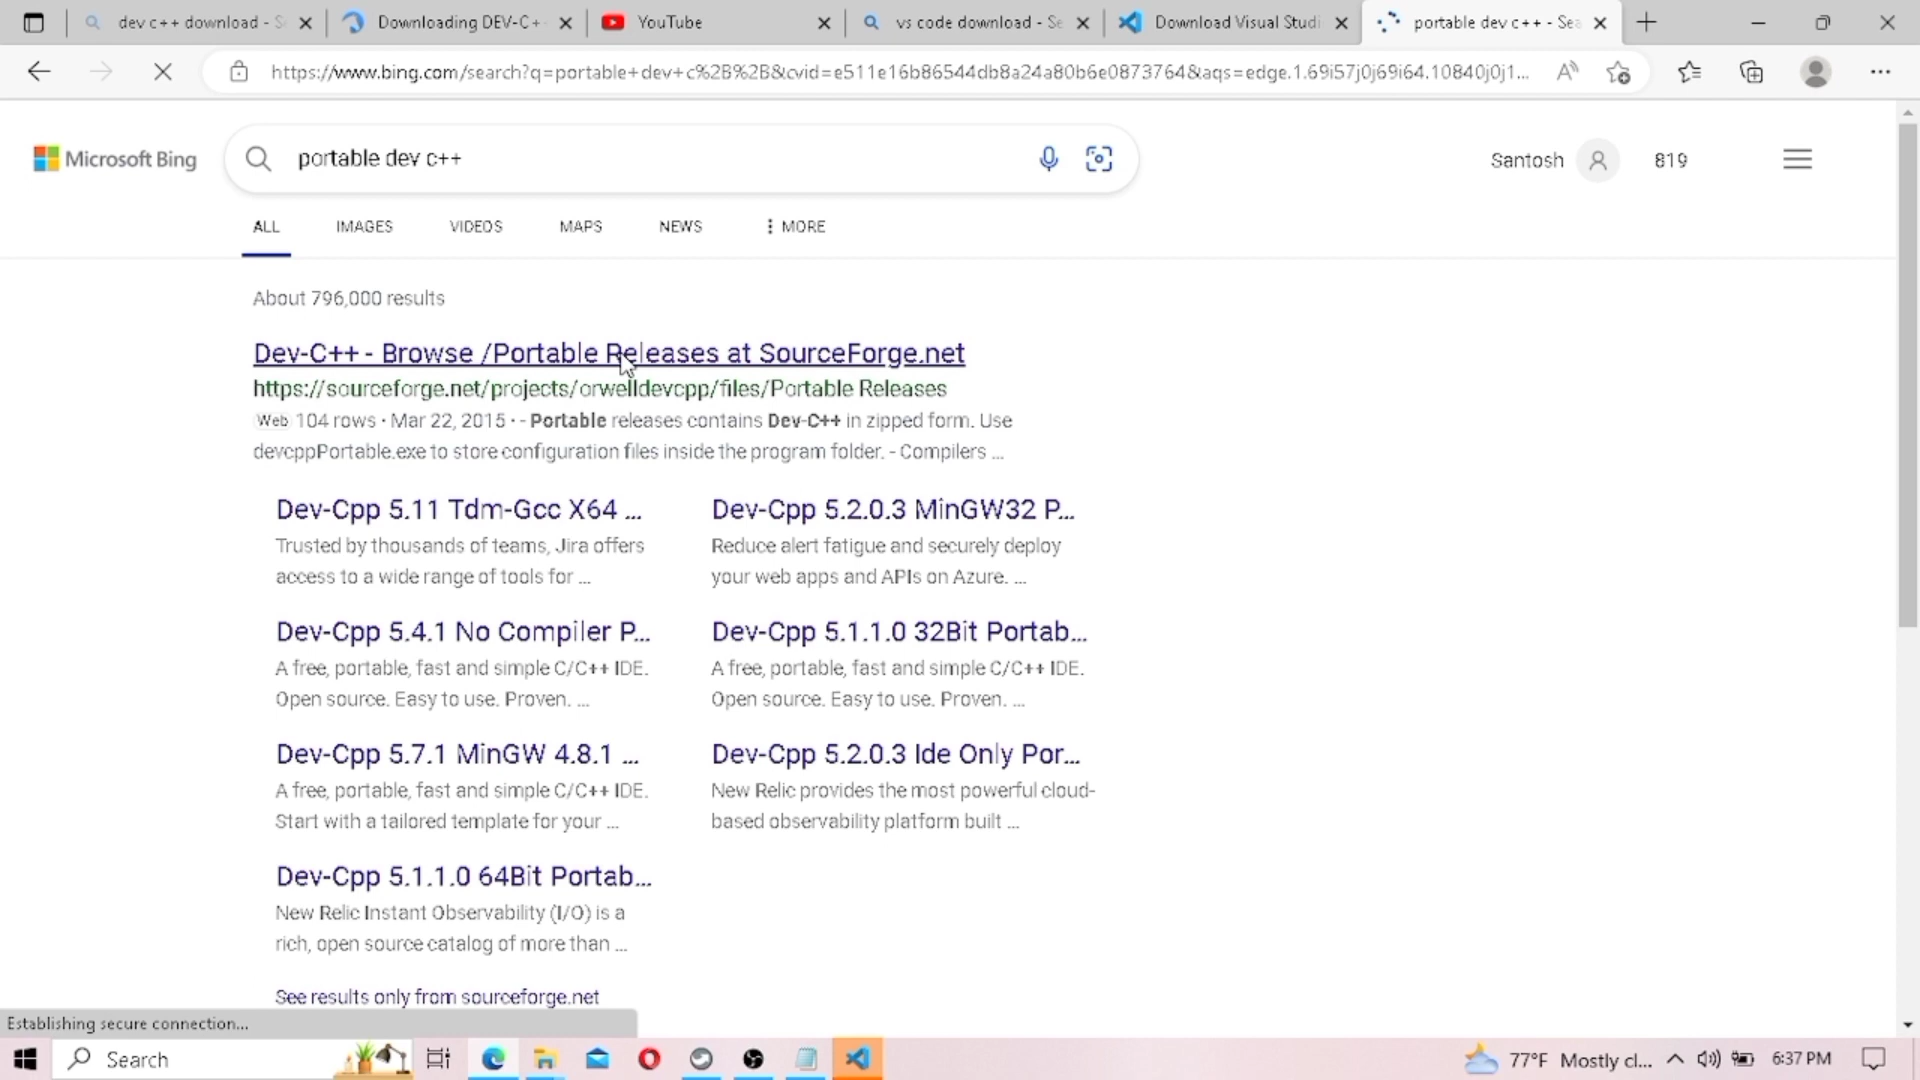 dev c++ download - S
Downloading DEV-C+
YouTube
vs code download - Se
Download Visual Studi
portable dev c++ - Sea
https://www.bing.com/search?q=portable+dev+c%2B%2B&cvid=e511e16b86544db8a24a80b6e0873764&aqs=edge.1.69i57j0j69i64.10840j0j1...
Microsoft Bing
portable dev c++
Santosh
819
ALL
IMAGES
VIDEOS
MAPS
NEWS
MORE
About 796,000 results
Dev-C++ - Browse /Portable Releases at SourceForge.net
https://sourceforge.net/projects/orwelldevcpp/files/Portable Releases
Web 104 rows · Mar 22, 2015 · - Portable releases contains Dev-C++ in zipped form. Use
devcppPortable.exe to store configuration files inside the program folder. - Compilers ...
Dev-Cpp 5.11 Tdm-Gcc X64 ...
Trusted by thousands of teams, Jira offers
access to a wide range of tools for ...
Dev-Cpp 5.2.0.3 MinGW32 P...
Reduce alert fatigue and securely deploy
your web apps and APIs on Azure. ...
Dev-Cpp 5.4.1 No Compiler P...
A free, portable, fast and simple C/C++ IDE.
Open source. Easy to use. Proven. ...
Dev-Cpp 5.1.1.0 32Bit Portab...
A free, portable, fast and simple C/C++ IDE.
Open source. Easy to use. Proven. ...
Dev-Cpp 5.7.1 MinGW 4.8.1 ...
A free, portable, fast and simple C/C++ IDE.
Start with a tailored template for your ...
Dev-Cpp 5.2.0.3 Ide Only Por...
New Relic provides the most powerful cloud-
based observability platform built ...
Dev-Cpp 5.1.1.0 64Bit Portab...
New Relic Instant Observability (I/O) is a
rich, open source catalog of more than ...
See results only from sourceforge.net
Establishing secure connection...
Search
77°F Mostly cl...
6:37 PM